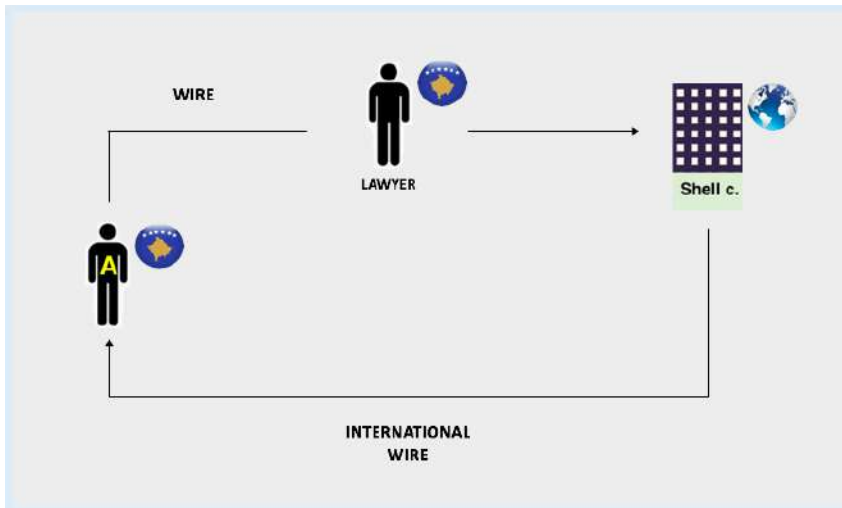 WIRE
LAWYER
Shell c.
A
INTERNATIONAL
WIRE